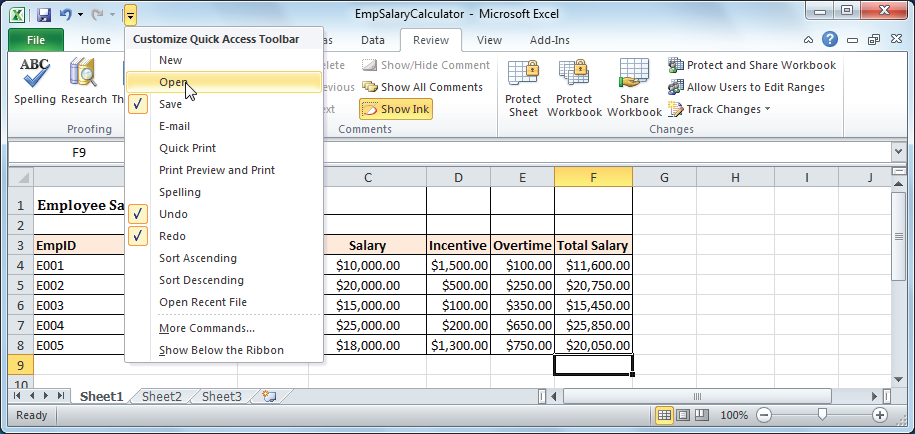 EmpSalaryCalculator - Microsoft Excel
File Home as Data Review View Add-Ins
Customize Quick Access Toolbar
New
Open
Save
E-mail
Quick Print
Print Preview and Print
Spelling
Undo
Redo
Sort Ascending
Sort Descending
Open Recent File
More Commands...
Show Below the Ribbon
ABC
Spelling Research Th
Proofing
elete
revious
ext
Show/Hide Comment
Show All Comments
Show Ink
Comments
Protect Sheet
Protect Workbook
Share Workbook
Protect and Share Workbook
Allow Users to Edit Ranges
Track Changes
Changes
F9
C D E F G H I J
1 Employee Sa
2
3 EmpID Salary Incentive Overtime Total Salary
4 E001 $10,000.00 $1,500.00 $100.00 $11,600.00
5 E002 $20,000.00 $500.00 $250.00 $20,750.00
6 E003 $15,000.00 $100.00 $350.00 $15,450.00
7 E004 $25,000.00 $200.00 $650.00 $25,850.00
8 E005 $18,000.00 $1,300.00 $750.00 $20,050.00
9
10
Sheet1 Sheet2 Sheet3
Ready 100%